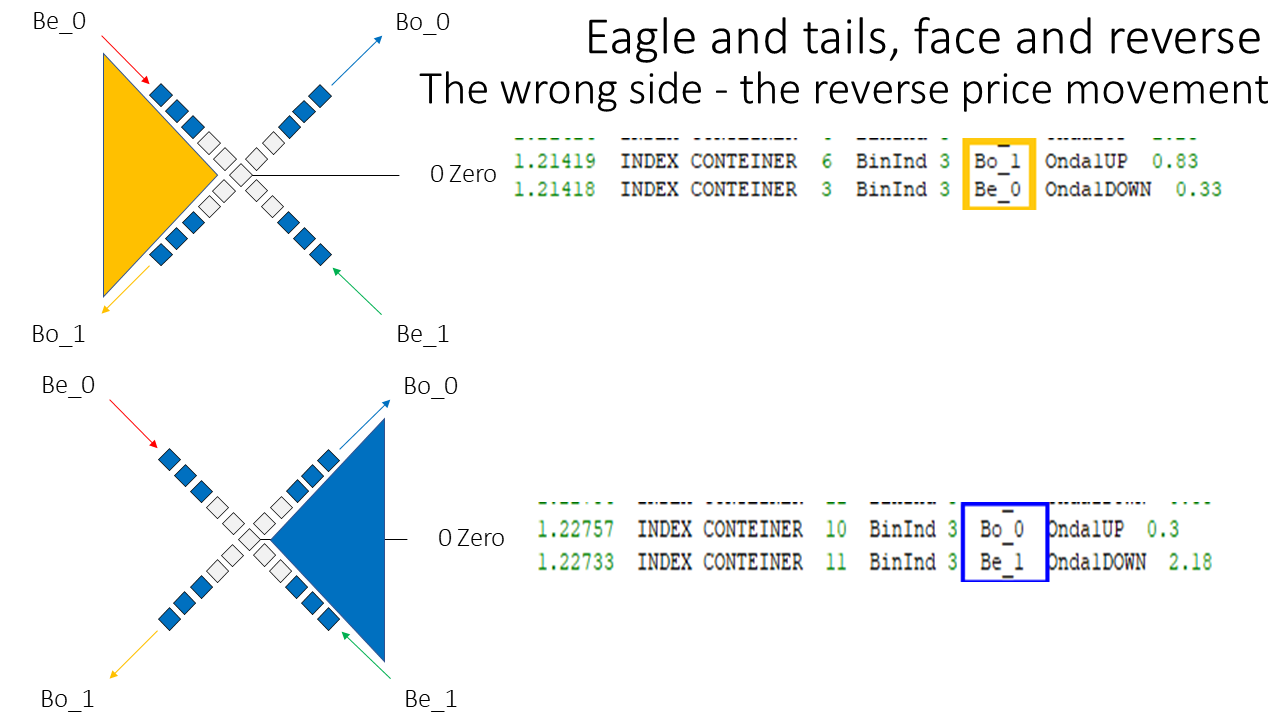 Eagle and tails, face and reverse
The wrong side - the reverse price movement
Be_0
Bo_0
0 Zero
Bo_1
Be_1
1.21419 INDEX CONTEINER 6 BinInd 3 Bo_1 OndalUP 0.83
1.21418 INDEX CONTEINER 3 BinInd 3 Be_0 OndalDOWN 0.33
Be_0
Bo_0
0 Zero
Bo_1
Be_1
1.22757 INDEX CONTEINER 10 BinInd 3 Bo_0 OndalUP 0.3
1.22733 INDEX CONTEINER 11 BinInd 3 Be_1 OndalDOWN 2.18